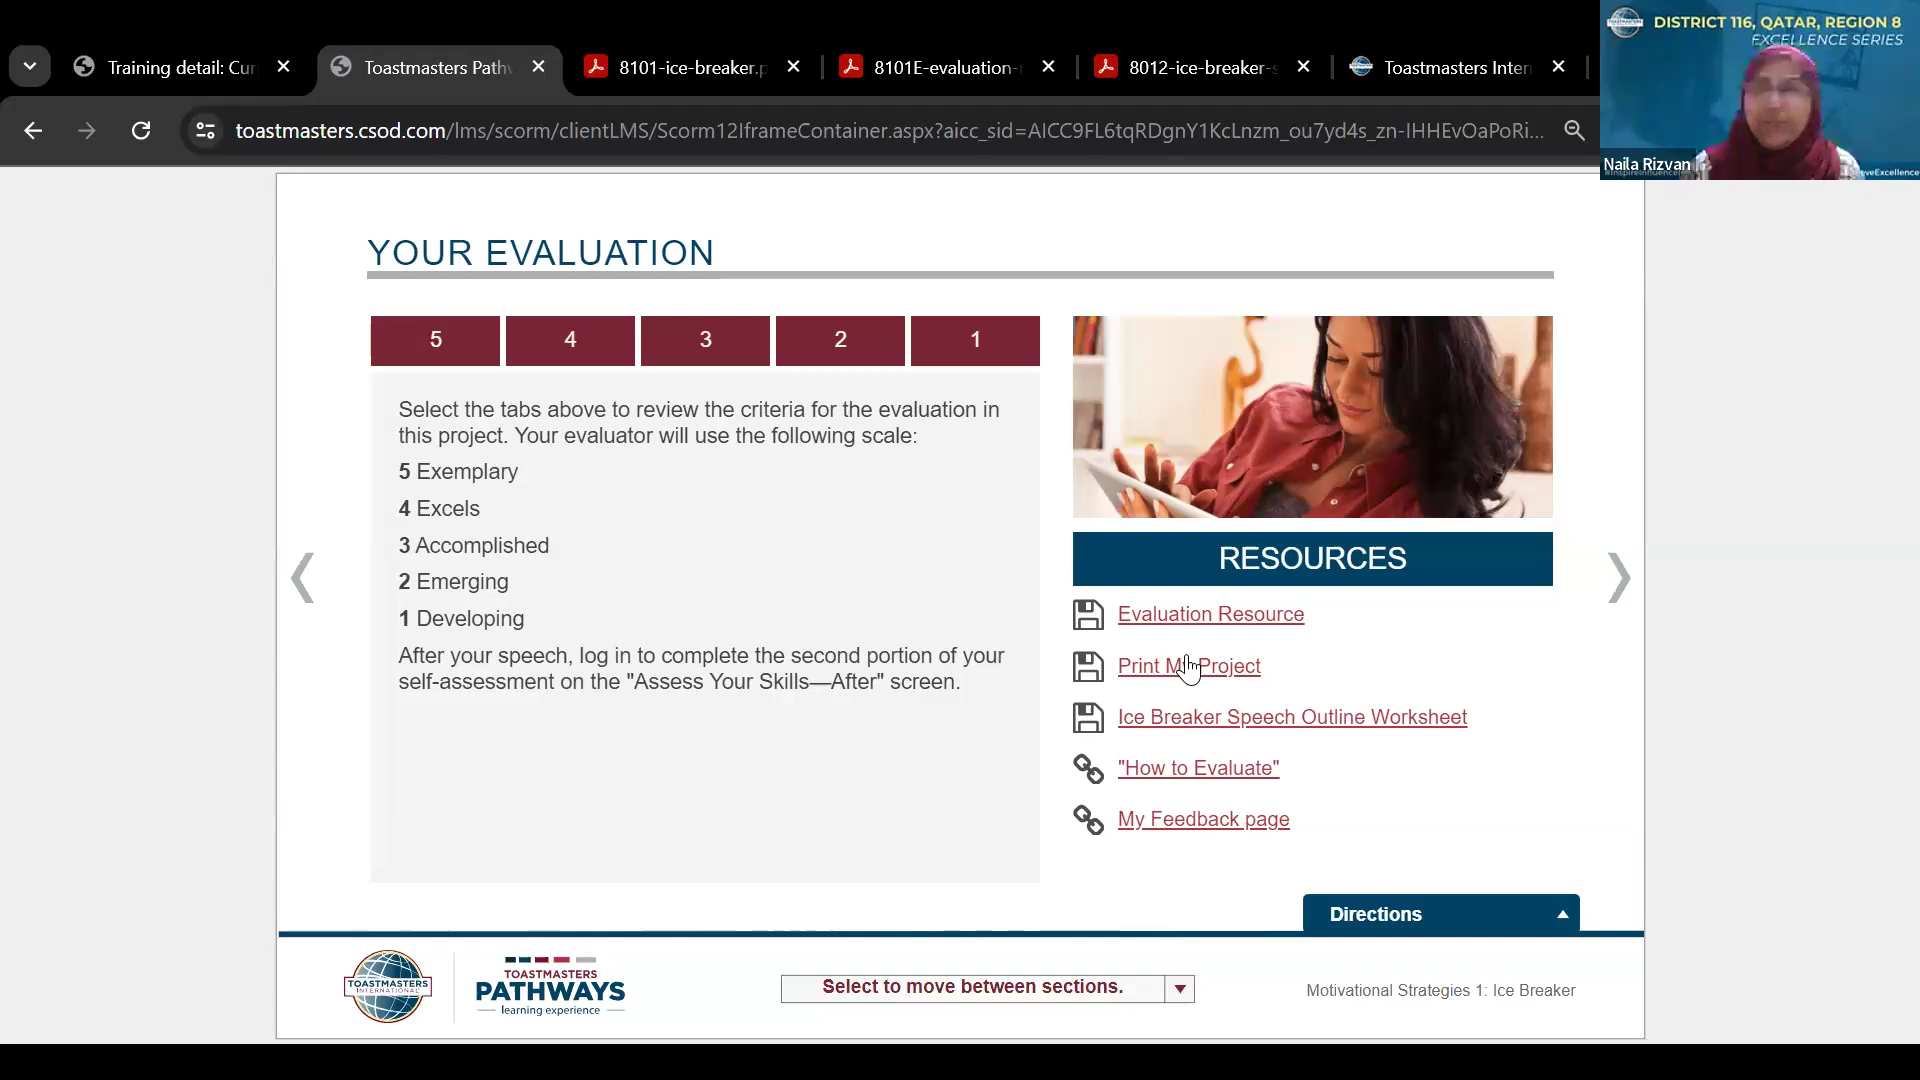 Training detail: Cur
Toastmasters Path
8101-ice-breaker.p
8101E-evaluation-
8012-ice-breaker-s
Toastmasters Inter
toastmasters.csod.com/lms/scorm/clientLMS/Scorm12IframeContainer.aspx?aicc_sid=AICC9FL6tqRDgnY1KcLnzm_ou7yd4s_zn-IHHEvOaPoRi...
DISTRICT 116, QATAR, REGION 8
EXCELLENCE SERIES
Naila Rizvan
veExcellence
YOUR EVALUATION
5 4 3 2 1
Select the tabs above to review the criteria for the evaluation in
this project. Your evaluator will use the following scale:
5 Exemplary
4 Excels
3 Accomplished
2 Emerging
1 Developing
After your speech, log in to complete the second portion of your
self-assessment on the "Assess Your Skills—After" screen.
RESOURCES
Evaluation Resource
Print My Project
Ice Breaker Speech Outline Worksheet
"How to Evaluate"
My Feedback page
Directions
TOASTMASTERS
INTERNATIONAL
TOASTMASTERS
PATHWAYS
learning experience
Select to move between sections.
Motivational Strategies 1: Ice Breaker